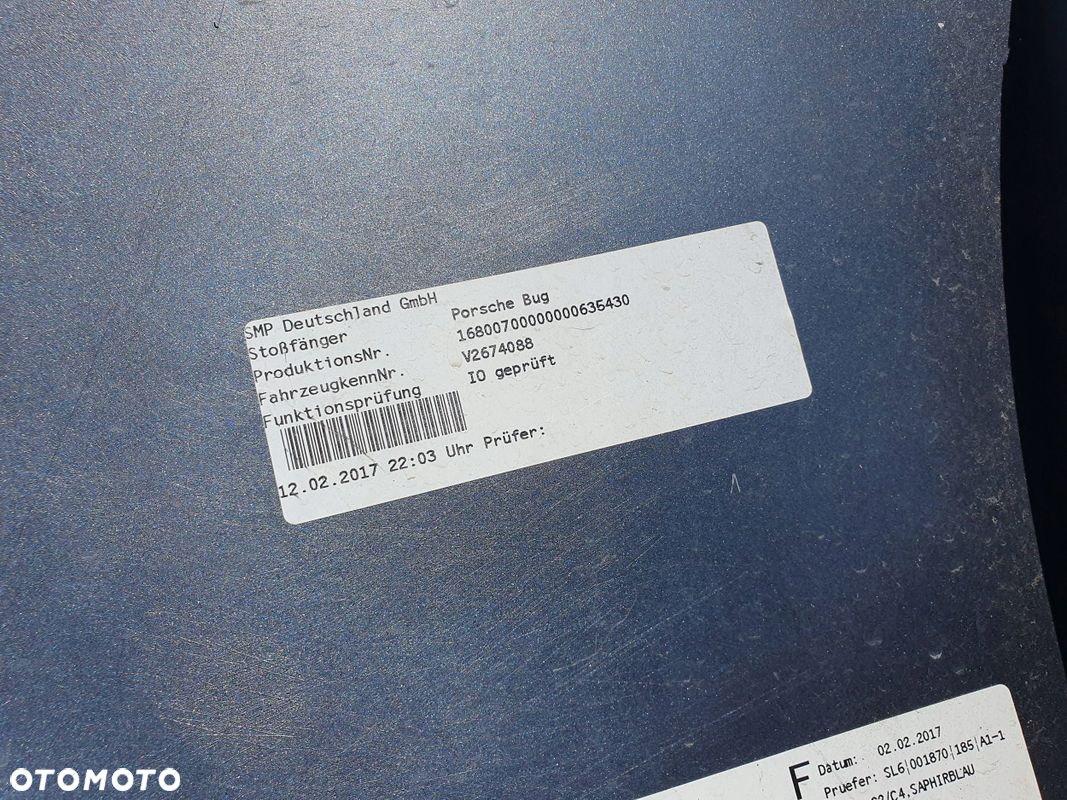 SMP Deutschland GmbH
Stoßfänger Porsche Bug
ProduktionsNr. 16800700000000635430
FahrzeugkennNr. V2674088
Funktionsprüfung IO geprüft
12.02.2017 22:03 Uhr Prüfer:
F Datum: 02.02.2017
Pruefer: SL6|001870|185|A1-1
/C4,SAPHIRBLAU
OTOMOTO